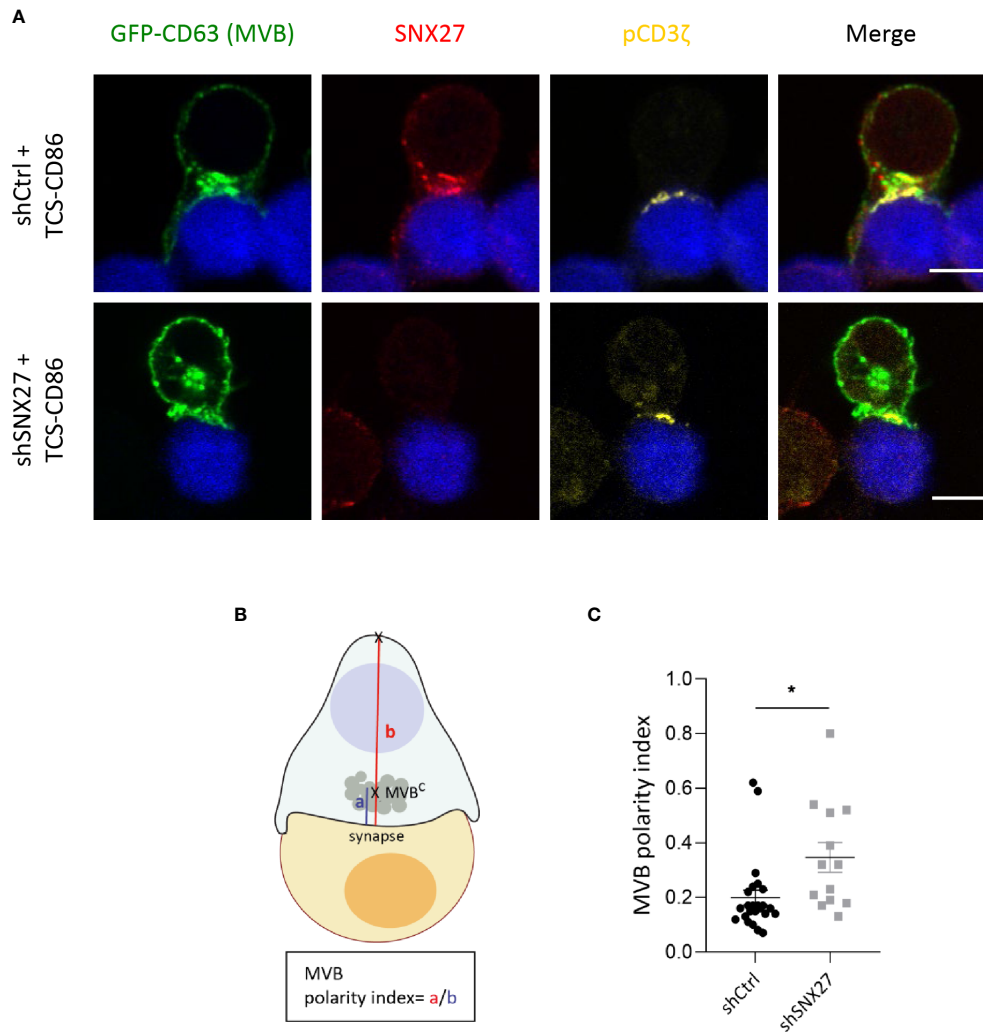 A
GFP-CD63 (MVB)
SNX27
pCD3ζ
Merge
shCtrl +
TCS-CD86
shSNX27 +
TCS-CD86
B
X
b
X MVBC
a
synapse
MVB
polarity index= a/b
C
MVB polarity index
1.0
0.8
0.6
0.4
0.2
0.0
*
shCtrl
shSNX27